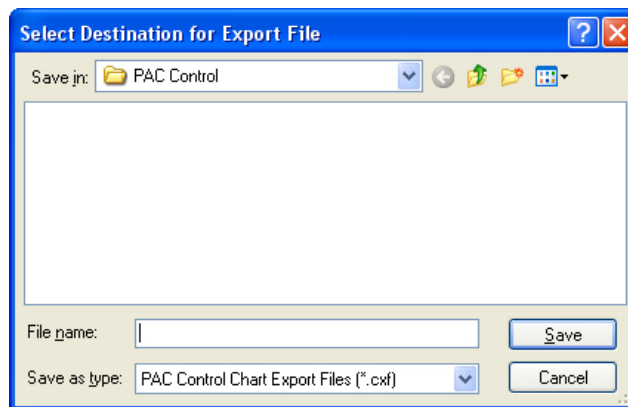 Select Destination for Export File
Save in: PAC Control
File name:
Save
Save as type: PAC Control Chart Export Files (*.cxf)
Cancel